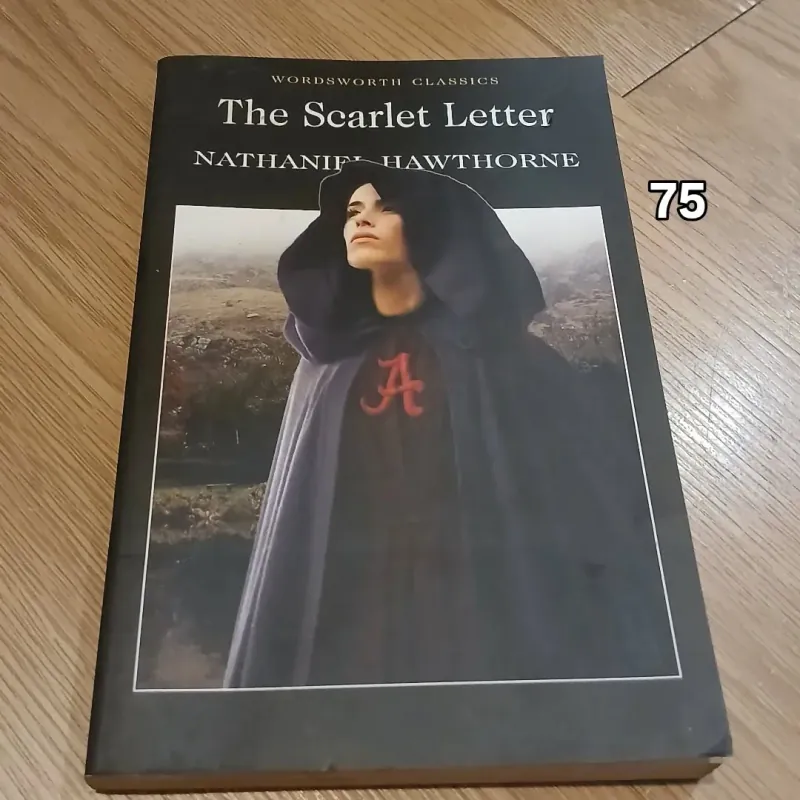 WORDSWORTH CLASSICS
The Scarlet Letter
NATHANIEL HAWTHORNE
75
A